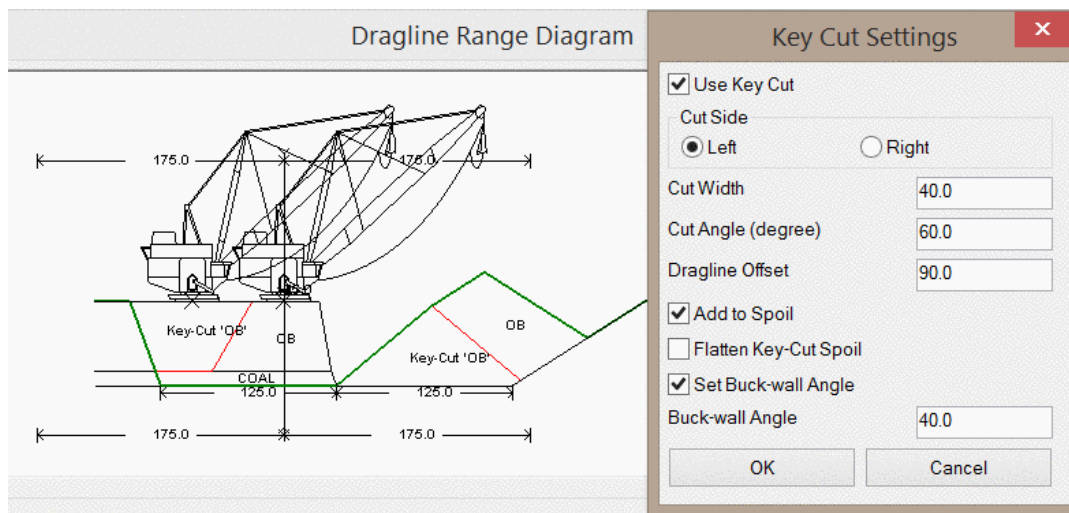 Dragline Range Diagram
175.0
175.0
Key-Cut 'OB'
OB
OB
Key-Cut 'OB'
COAL
125.0
125.0
175.0
175.0
Key Cut Settings
Use Key Cut
Cut Side
Left
Right
Cut Width
40.0
Cut Angle (degree)
60.0
Dragline Offset
90.0
Add to Spoil
Flatten Key-Cut Spoil
Set Buck-wall Angle
Buck-wall Angle
40.0
OK
Cancel